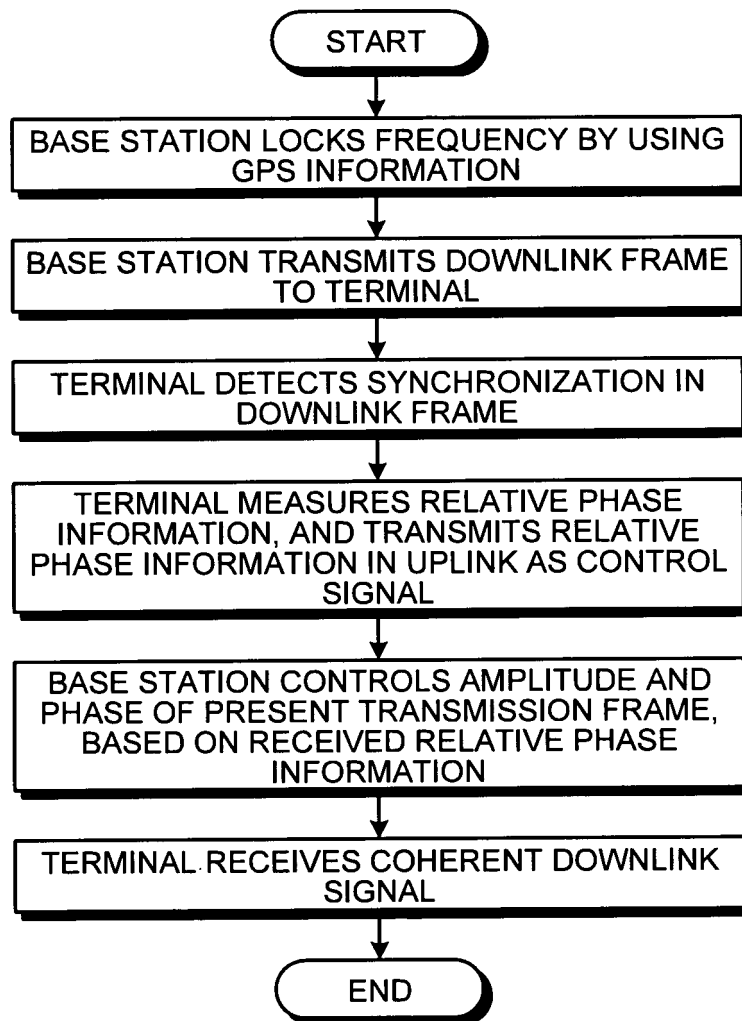 START
BASE STATION LOCKS FREQUENCY BY USING
GPS INFORMATION
BASE STATION TRANSMITS DOWNLINK FRAME
TO TERMINAL
TERMINAL DETECTS SYNCHRONIZATION IN
DOWNLINK FRAME
TERMINAL MEASURES RELATIVE PHASE
INFORMATION, AND TRANSMITS RELATIVE
PHASE INFORMATION IN UPLINK AS CONTROL
SIGNAL
BASE STATION CONTROLS AMPLITUDE AND
PHASE OF PRESENT TRANSMISSION FRAME,
BASED ON RECEIVED RELATIVE PHASE
INFORMATION
TERMINAL RECEIVES COHERENT DOWNLINK
SIGNAL
END